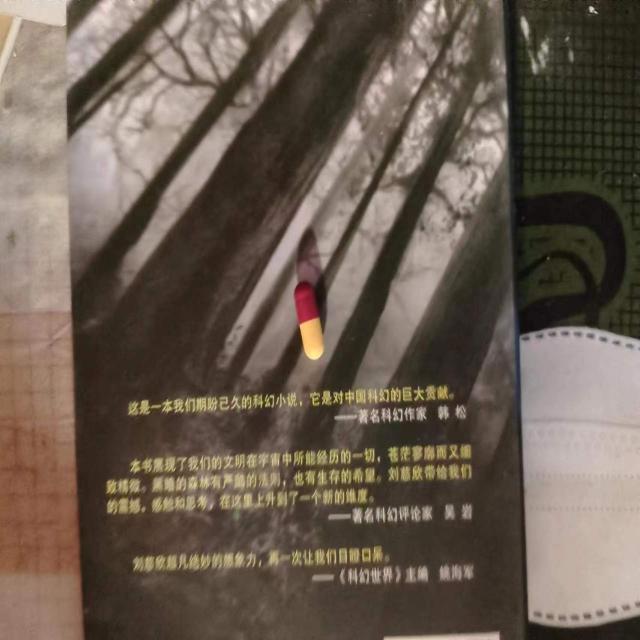 这是一本我们期盼已久的科幻小说，它是对中国科幻的巨大贡献。
——著名科幻作家 韩 松
本书展现了我们的文明在宇宙中所能经历的一切，苍茫寥廓而又细
致精微。黑暗的森林有严酷的法则，也有生存的希望。刘慈欣带给我们
的震撼，感动和思考，在这里上升到了一个新的维度。
——著名科幻评论家 吴 岩
刘慈欣超凡绝妙的想象力，再一次让我们目瞪口呆。
——《科幻世界》主编 姚海军